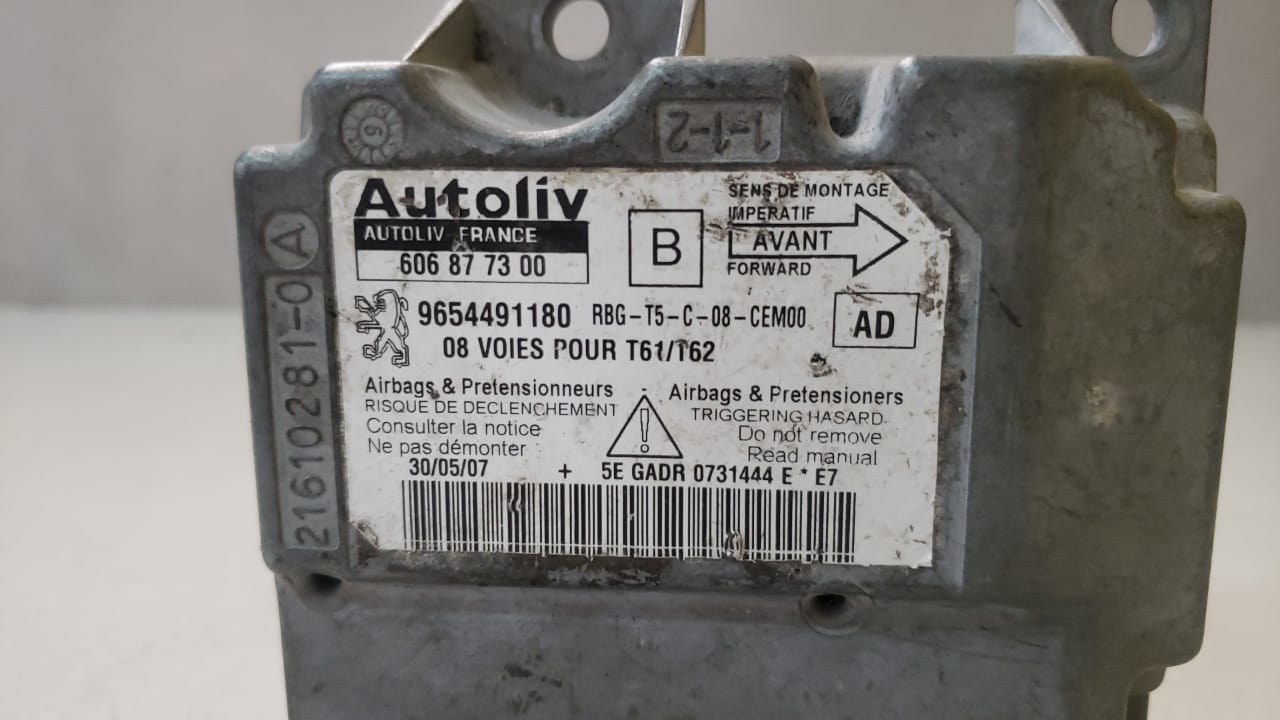 1-1-2
9
216102810-0 A
Autoliv
AUTOLIV FRANCE
606 87 73 00
B
SENS DE MONTAGE
IMPERATIF
AVANT
FORWARD
9654491180 RBG-T5-C-08-CEM00
AD
08 VOIES POUR T61/T62
Airbags & Pretensionneurs - Airbags & Pretensioners
RISQUE DE DECLENCHEMENT
TRIGGERING HASARD.
Consulter la notice
Do not remove
Ne pas démonter
Read manual
!
30/05/07 + 5E GADR 0731444 E * E7